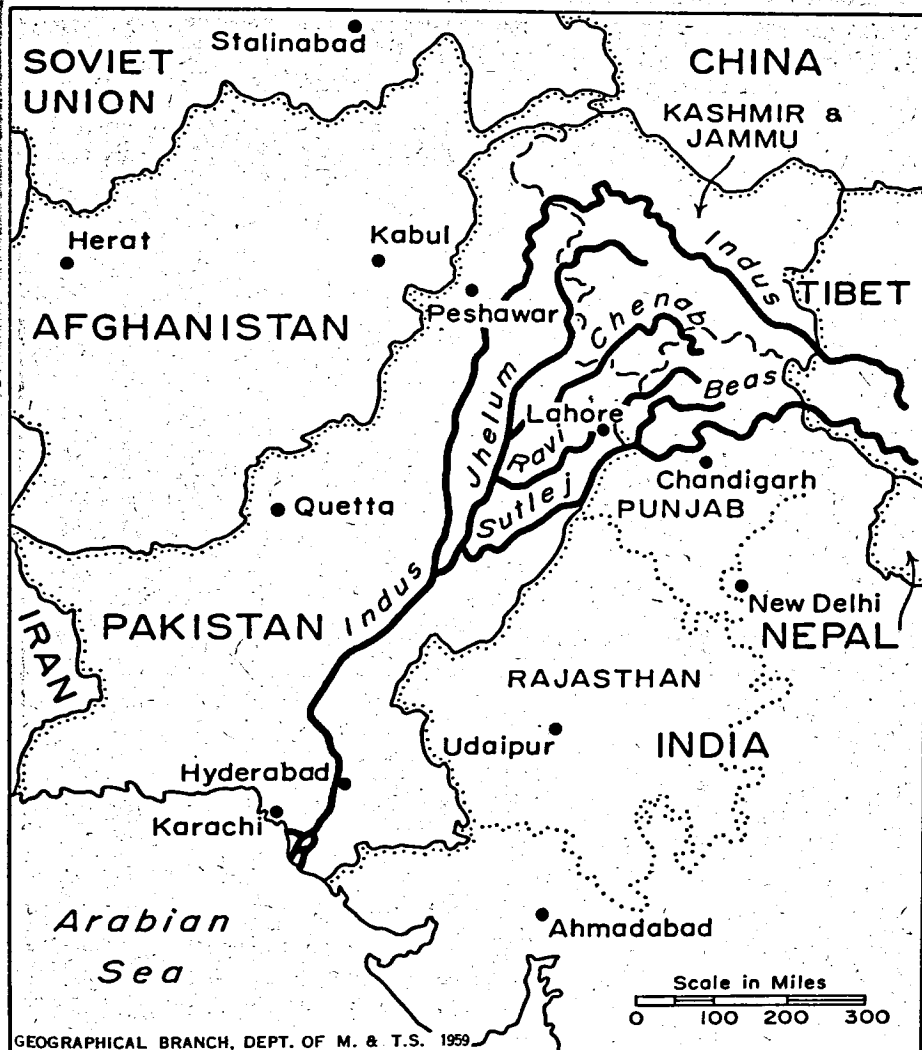 Stalinabad
SOVIET
UNION
CHINA
KASHMIR &
JAMMU
Herat
Kabul
Indus
TIBET
Peshawar
AFGHANISTAN
Chenab
Jhelum
Lahore
Beas
Ravi
Chandigarh
Quetta
Sutlej
PUNJAB
Indus
New Delhi
IRAN
PAKISTAN
NEPAL
RAJASTHAN
Udaipur
INDIA
Hyderabad
Karachi
Arabian
Sea
Ahmadabad
Scale in Miles
0 100 200 300
GEOGRAPHICAL BRANCH, DEPT. OF M. & T.S. 1959